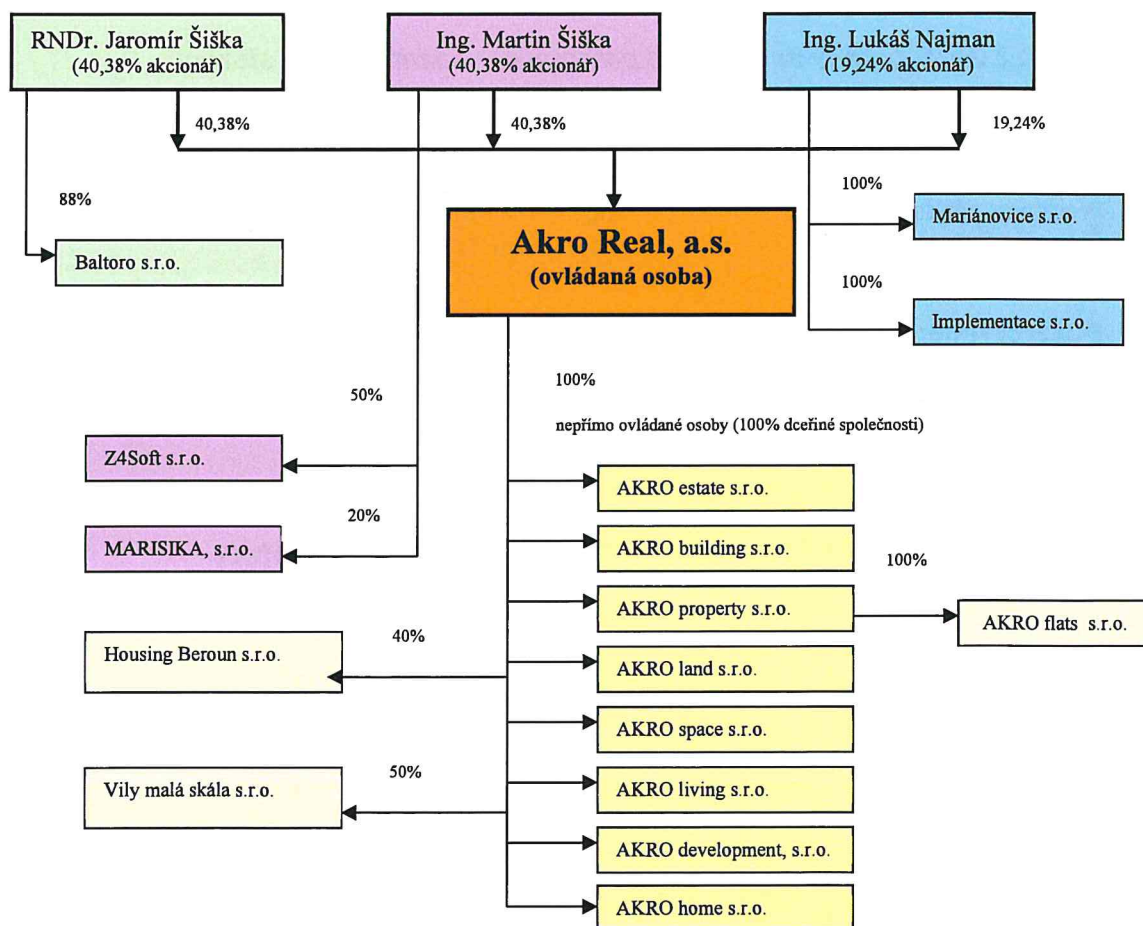 RNDr. Jaromír Šiška
(40,38% akcionář)
Ing. Martin Šiška
(40,38% akcionář)
Ing. Lukáš Najman
(19,24% akcionář)
40,38%
40,38%
19,24%
88%
100%
Mariánovice s.r.o.
Akro Real, a.s.
(ovládaná osoba)
Baltoro s.r.o.
100%
Implementace s.r.o.
100%
50%
nepřímo ovládané osoby (100% dceřiné společnosti)
Z4Soft s.r.o.
AKRO estate s.r.o.
20%
MARISIKA, s.r.o.
AKRO building s.r.o.
100%
AKRO property s.r.o.
AKRO flats s.r.o.
40%
Housing Beroun s.r.o.
AKRO land s.r.o.
AKRO space s.r.o.
50%
Vily malá skála s.r.o.
AKRO living s.r.o.
AKRO development, s.r.o.
AKRO home s.r.o.